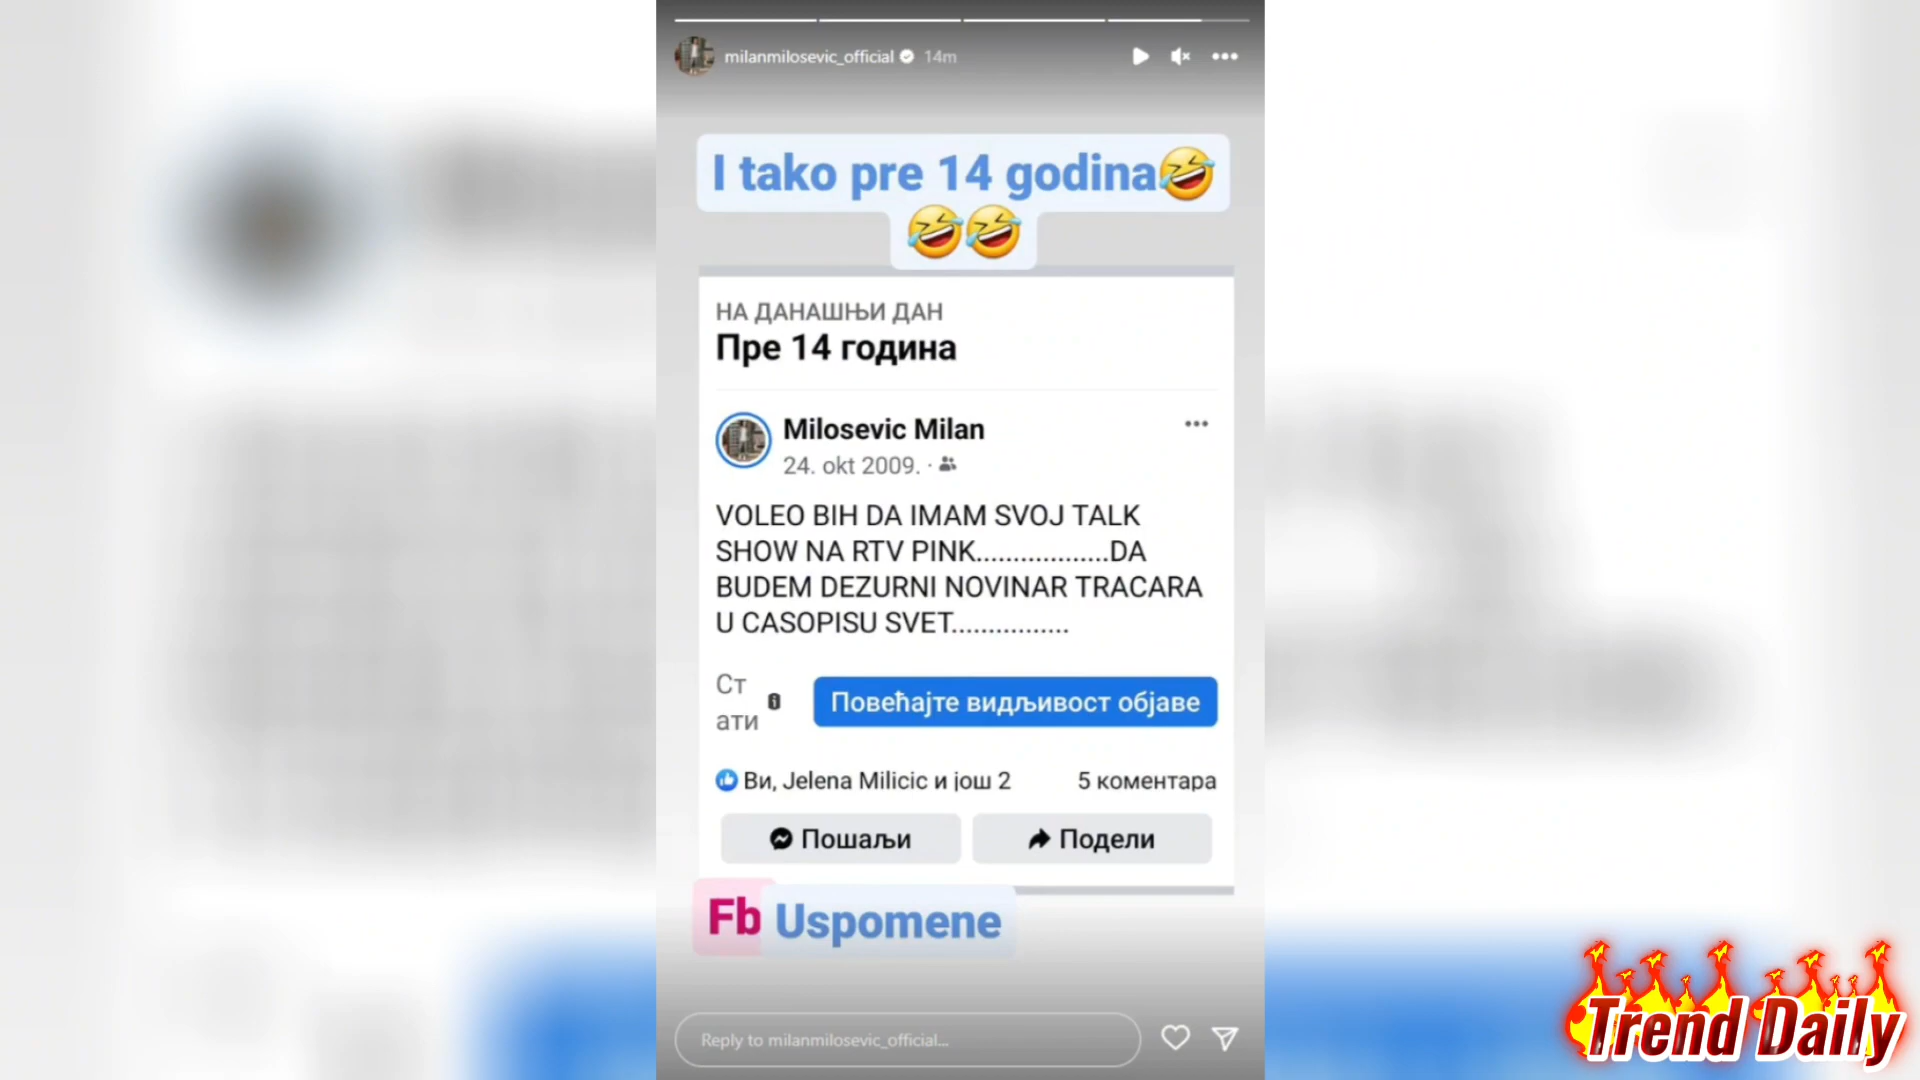 milanmilosevic_official 14m
I tako pre 14 godina🤣
🤣🤣
НА ДАНАШЊИ ДАН
Пре 14 година
Milosevic Milan
24. okt 2009. ·
VOLEO BIH DA IMAM SVOJ TALK
SHOW NA RTV PINK..................DA
BUDEM DEZURNI NOVINAR TRACARA
U CASOPISU SVET................
Ст
ати
Повећајте видљивост објаве
Ви, Jelena Milicic и још 2 5 коментара
Пошаљи Подели
Fb Uspomene
Reply to milanmilosevic_official...
Trend Daily